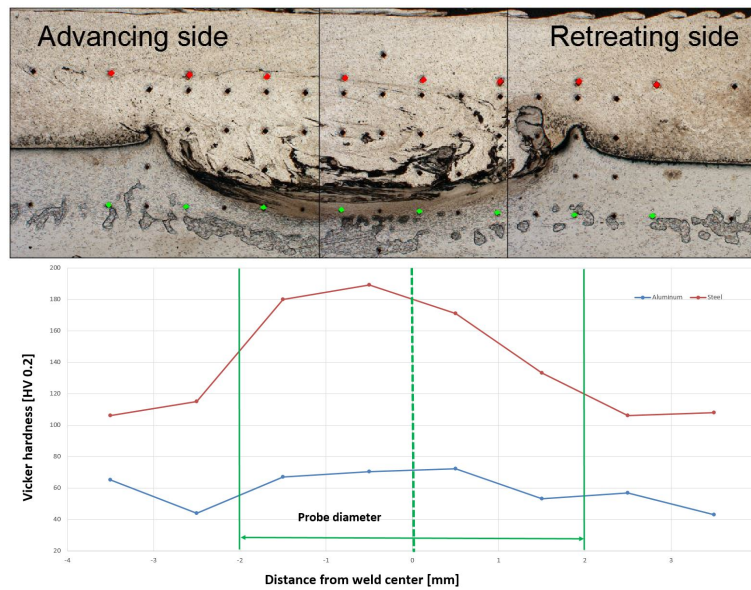 Advancing side
Retreating side
200
180
160
140
120
100
80
60
40
20
Vicker hardness [HV 0.2]
Aluminum
Steel
Probe diameter
-4
-3
-2
-1
0
1
2
3
Distance from weld center [mm]